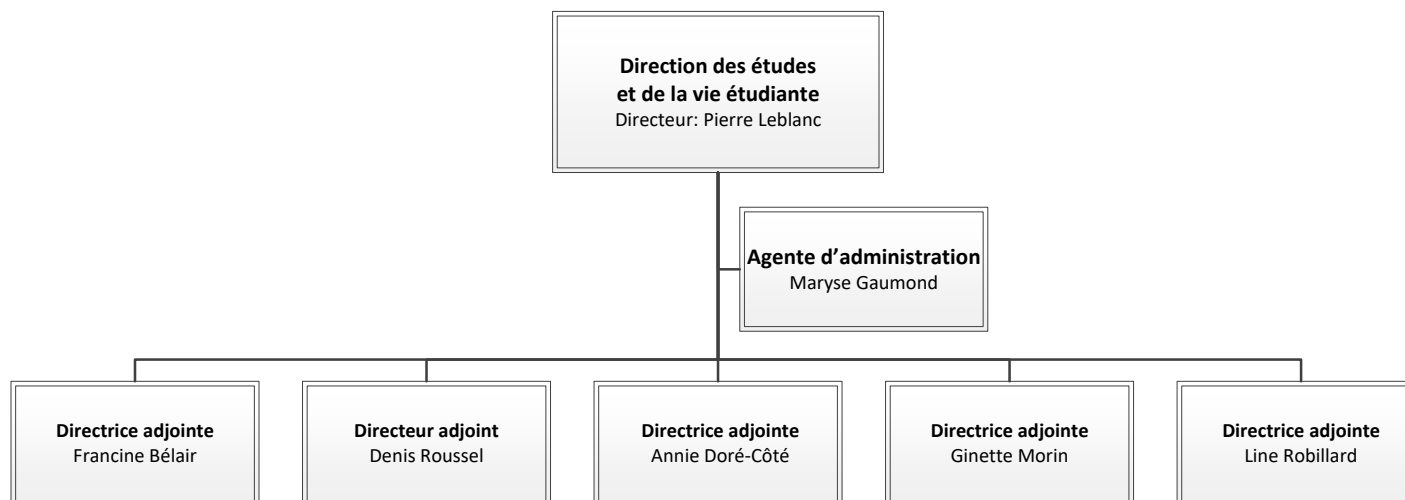 Direction des études
et de la vie étudiante
Directeur: Pierre Leblanc
Agente d’administration
Maryse Gaumond
Directrice adjointe
Francine Bélair
Directeur adjoint
Denis Roussel
Directrice adjointe
Annie Doré-Côté
Directrice adjointe
Ginette Morin
Directrice adjointe
Line Robillard